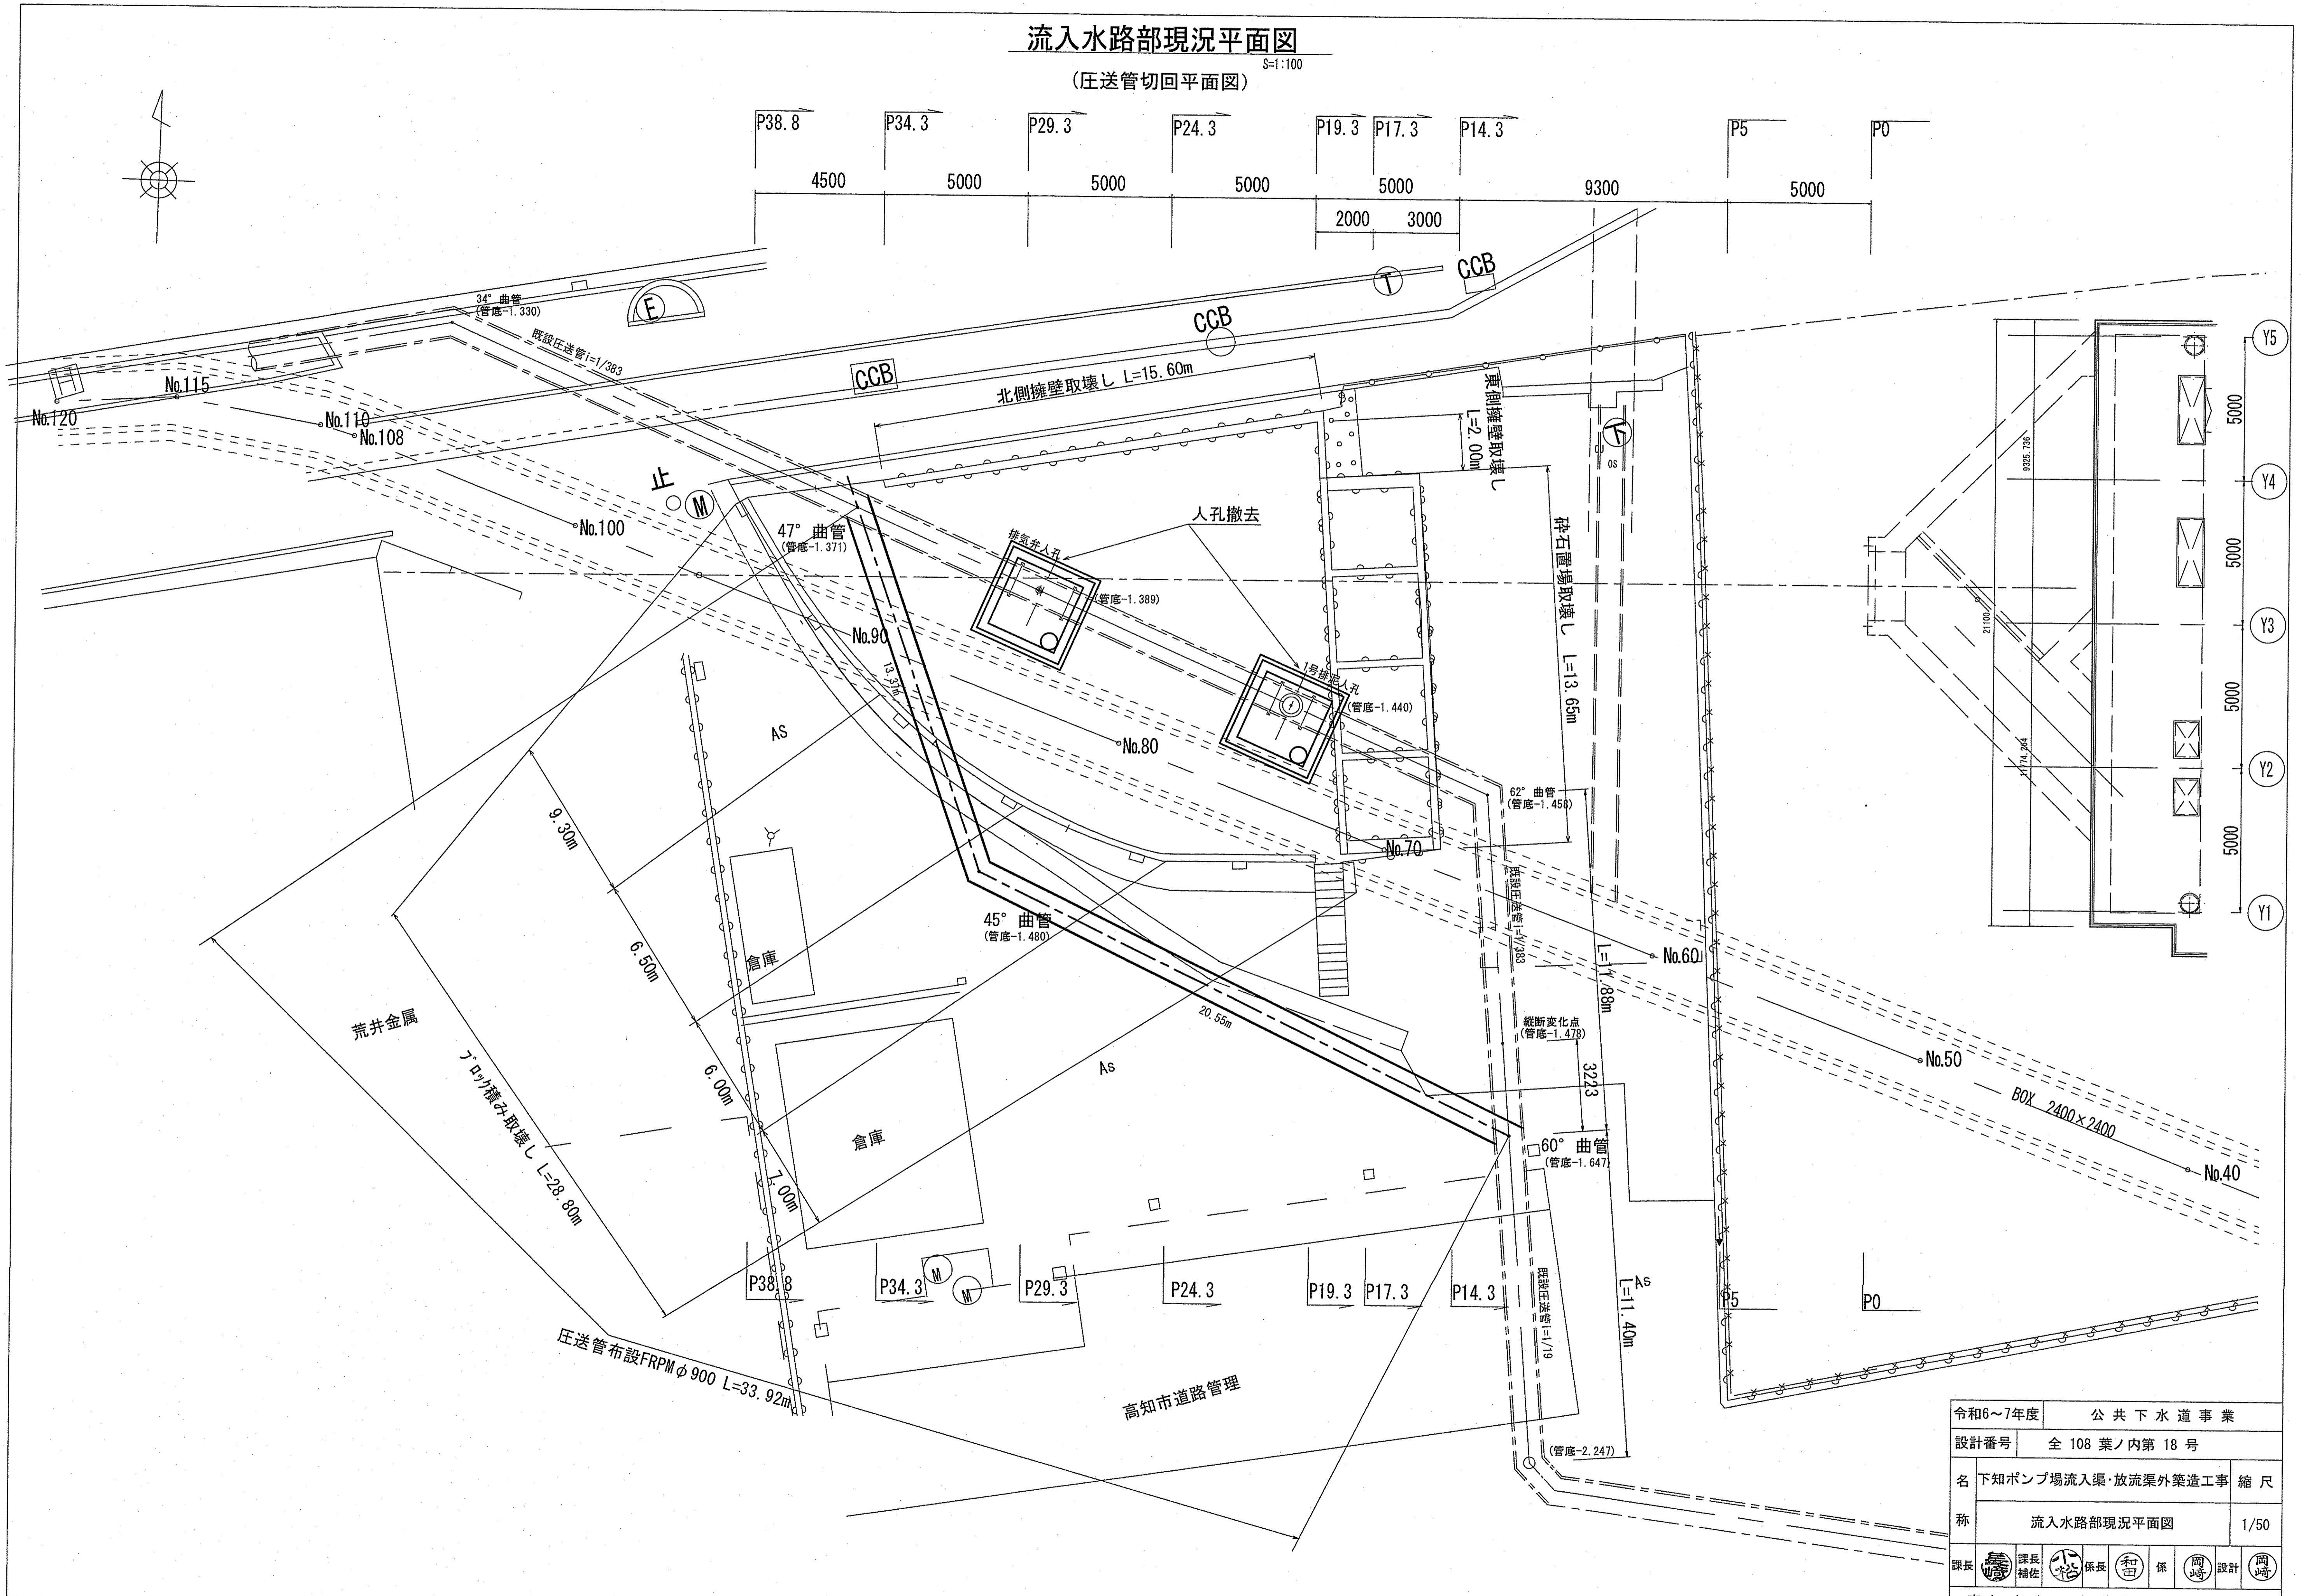 流入水路部現況平面図
S=1:100
(圧送管切回平面図)
P38.8
P34.3
P29.3
P24.3
P19.3
P17.3
P14.3
P5
P0
4500
5000
5000
5000
5000
9300
5000
2000
3000
34° 曲管
(管底-1.330)
既設圧送管i=1/383
E
T
CCB
CCB
CCB
北側擁壁取壊し L=15.60m
東側擁壁取壊し
L=2.00m
No.120
No.115
No.110
No.108
No.100
止
M
下
47° 曲管
(管底-1.371)
人孔撤去
排気弁人孔
(管底-1.389)
1号排泥人孔
(管底-1.440)
砕石置場取壊し L=13.65m
No.90
13.37m
No.80
No.70
AS
62° 曲管
(管底-1.458)
既設圧送管i=1/383
L=11.88m
9.30m
6.50m
6.00m
7.00m
45° 曲管
(管底-1.480)
20.55m
倉庫
倉庫
荒井金属
ブロック積み取壊し L=28.80m
As
縦断変化点
(管底-1.478)
3223
60° 曲管
(管底-1.647)
No.60
No.50
BOX 2400×2400
No.40
Y5
Y4
Y3
Y2
Y1
5000
5000
5000
5000
9325.736
21100
11774.264
P38.8
P34.3
P29.3
P24.3
P19.3
P17.3
P14.3
P5
P0
M
M
既設圧送管i=1/19
L=11.40m
As
圧送管布設FRPMφ900 L=33.92m
高知市道路管理
(管底-2.247)
令和6～7年度 公共下水道事業
設計番号 全 108 葉ノ内第 18 号
名称 下知ポンプ場流入渠・放流渠外築造工事 縮尺
流入水路部現況平面図 1/50
課長 課長補佐 小松 係長 和田 係 岡崎 設計 岡崎